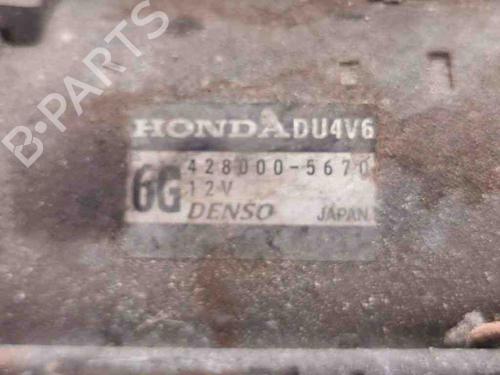 B-PARTS
HONDA DU4V6
428000-5670
6G 12V
DENSO JAPAN